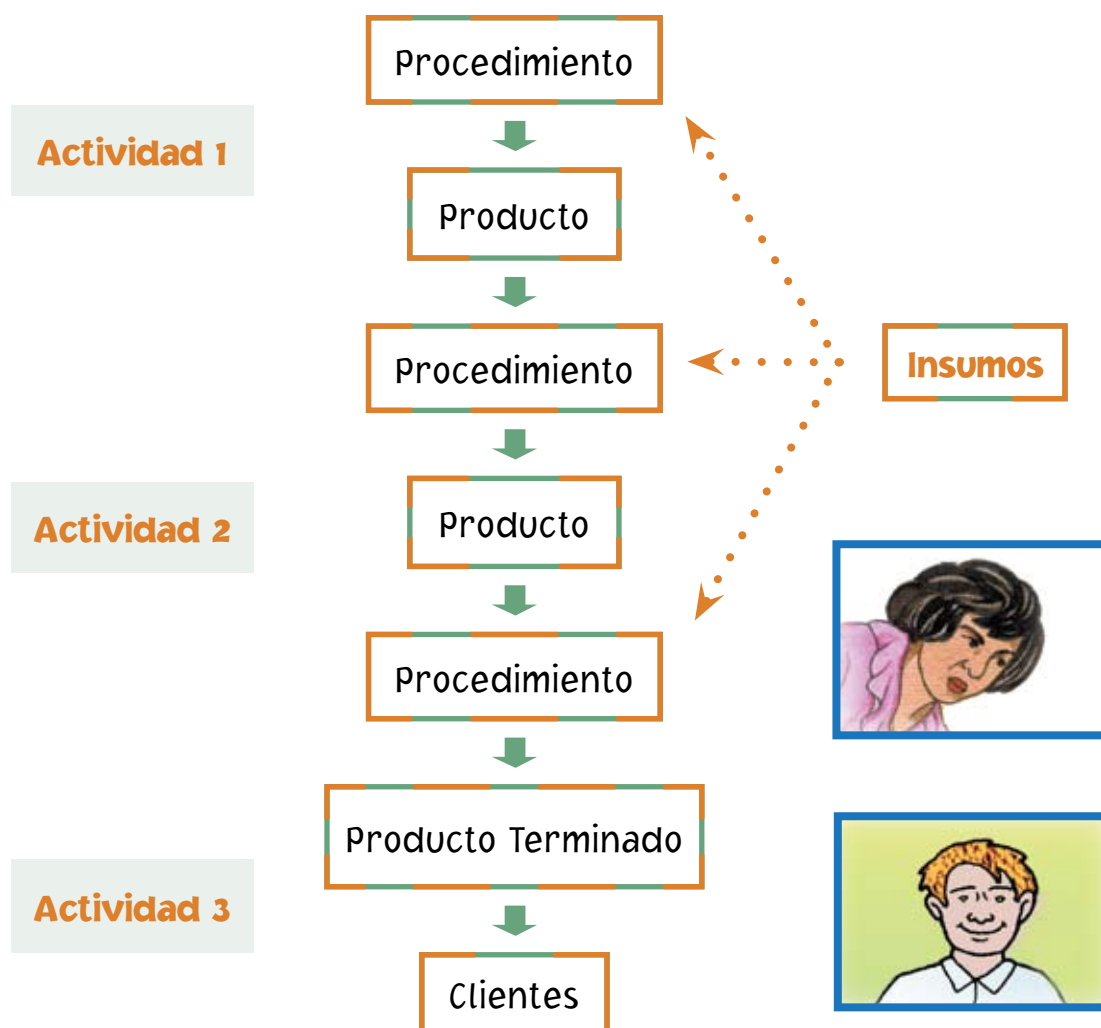 Procedimiento
Actividad 1
Producto
Procedimiento
Insumos
Actividad 2
Producto
Procedimiento
Producto Terminado
Actividad 3
Clientes